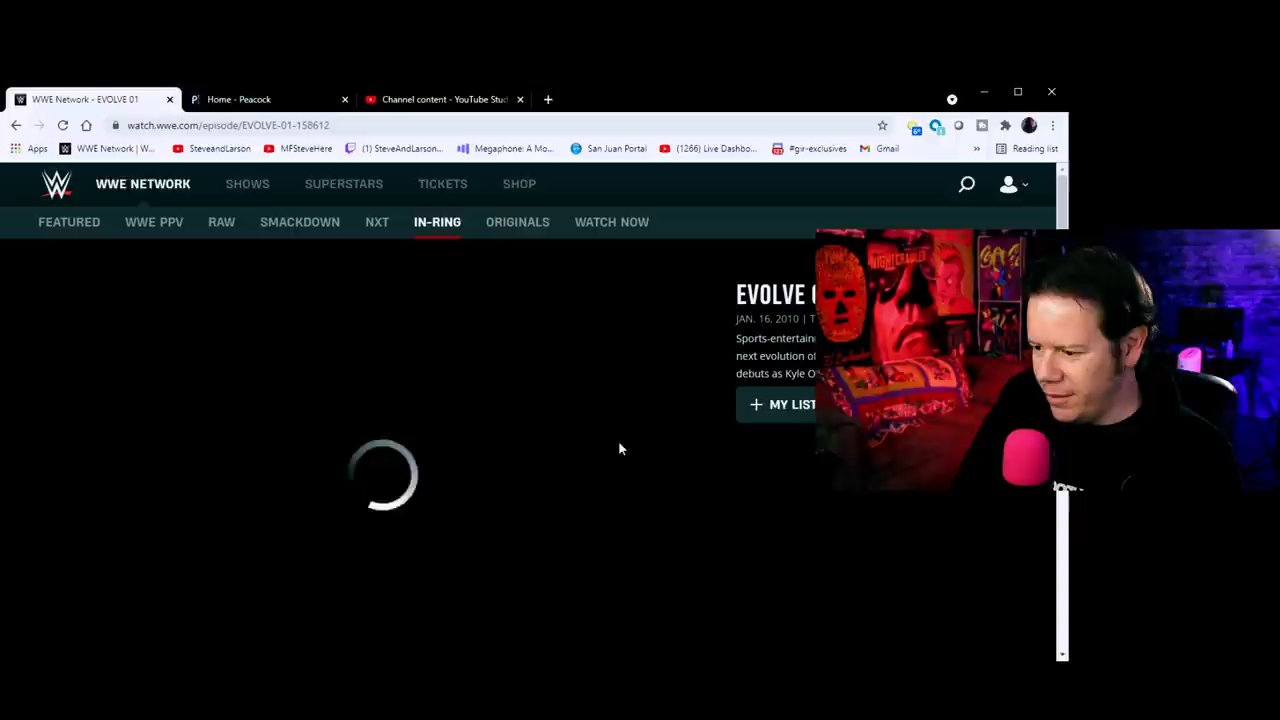 WWE Network - EVOLVE 01
Home - Peacock
Channel content - YouTube Stud
watch.wwe.com/episode/EVOLVE-01-158612
Apps
WWE Network | W...
SteveandLarson
MFSteveHere
(1) SteveAndLarson...
Megaphone: A Mo...
San Juan Portal
(1266) Live Dashbo...
#gir-exclusives
Gmail
»
Reading list
WWE NETWORK
SHOWS
SUPERSTARS
TICKETS
SHOP
FEATURED
WWE PPV
RAW
SMACKDOWN
NXT
IN-RING
ORIGINALS
WATCH NOW
EVOLVE
JAN. 16, 2010 | T
Sports-entertain
next evolution of
debuts as Kyle O
+ MY LIST
NIGHTCRAWLER